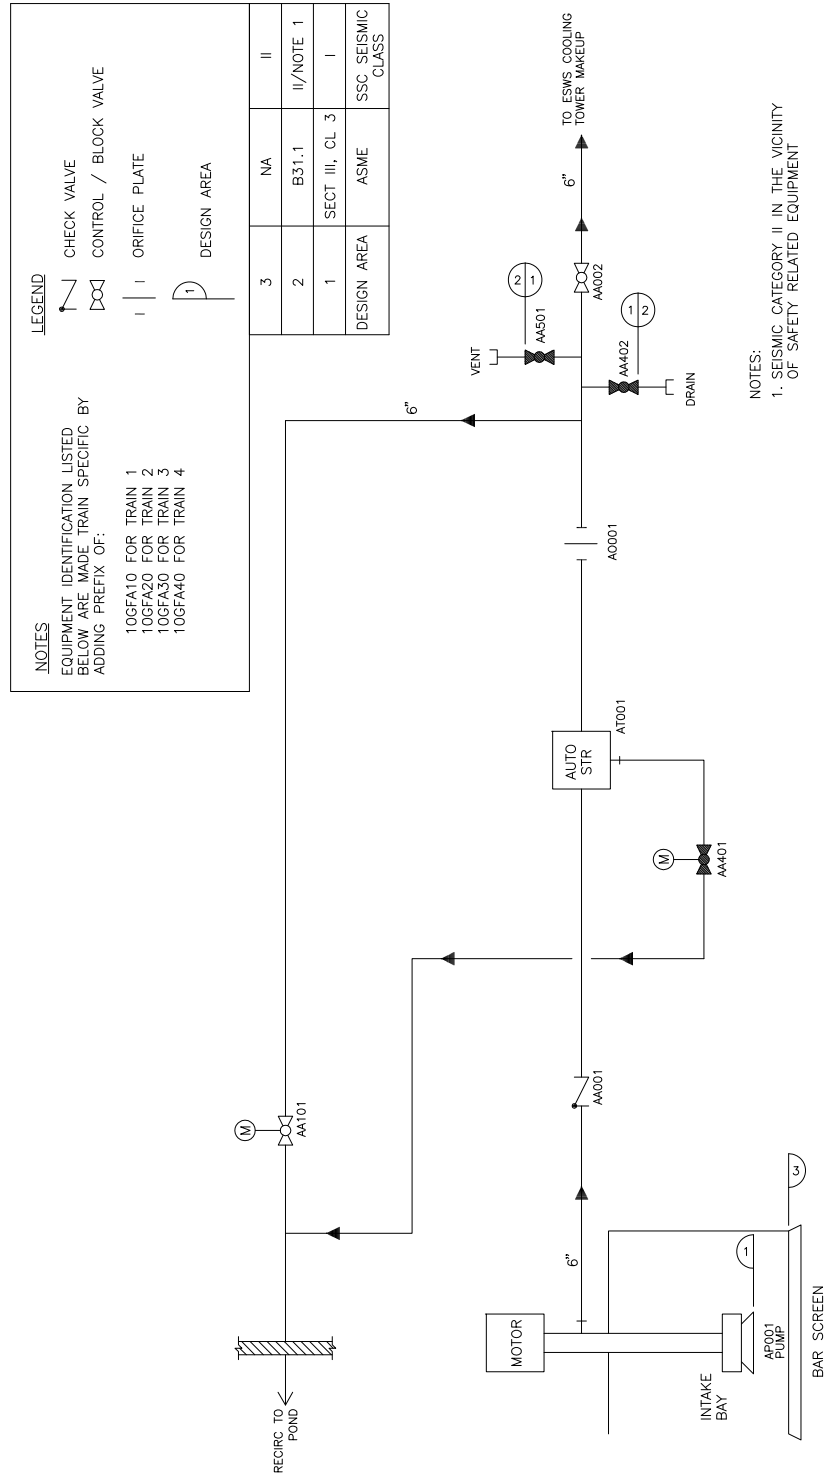 NOTES
EQUIPMENT IDENTIFICATION LISTED
BELOW ARE MADE TRAIN SPECIFIC BY
ADDING PREFIX OF:
10GFA10 FOR TRAIN 1
10GFA20 FOR TRAIN 2
10GFA30 FOR TRAIN 3
10GFA40 FOR TRAIN 4
LEGEND
CHECK VALVE
CONTROL / BLOCK VALVE
ORIFICE PLATE
1
DESIGN AREA
3 NA II
2 B31.1 II/NOTE 1
1 SECT III, CL 3 I
DESIGN AREA ASME SSC SEISMIC
CLASS
RECIRC TO
POND
M
AA101
6"
VENT
AA501
2 1
TO ESWS COOLING
TOWER MAKEUP
6"
AA002
AA402
1 2
DRAIN
AO001
AUTO
STR
AT001
M
AA401
AA001
6"
MOTOR
INTAKE
BAY
AP001
PUMP
1
3
BAR SCREEN
NOTES:
1. SEISMIC CATEGORY II IN THE VICINITY
OF SAFETY RELATED EQUIPMENT